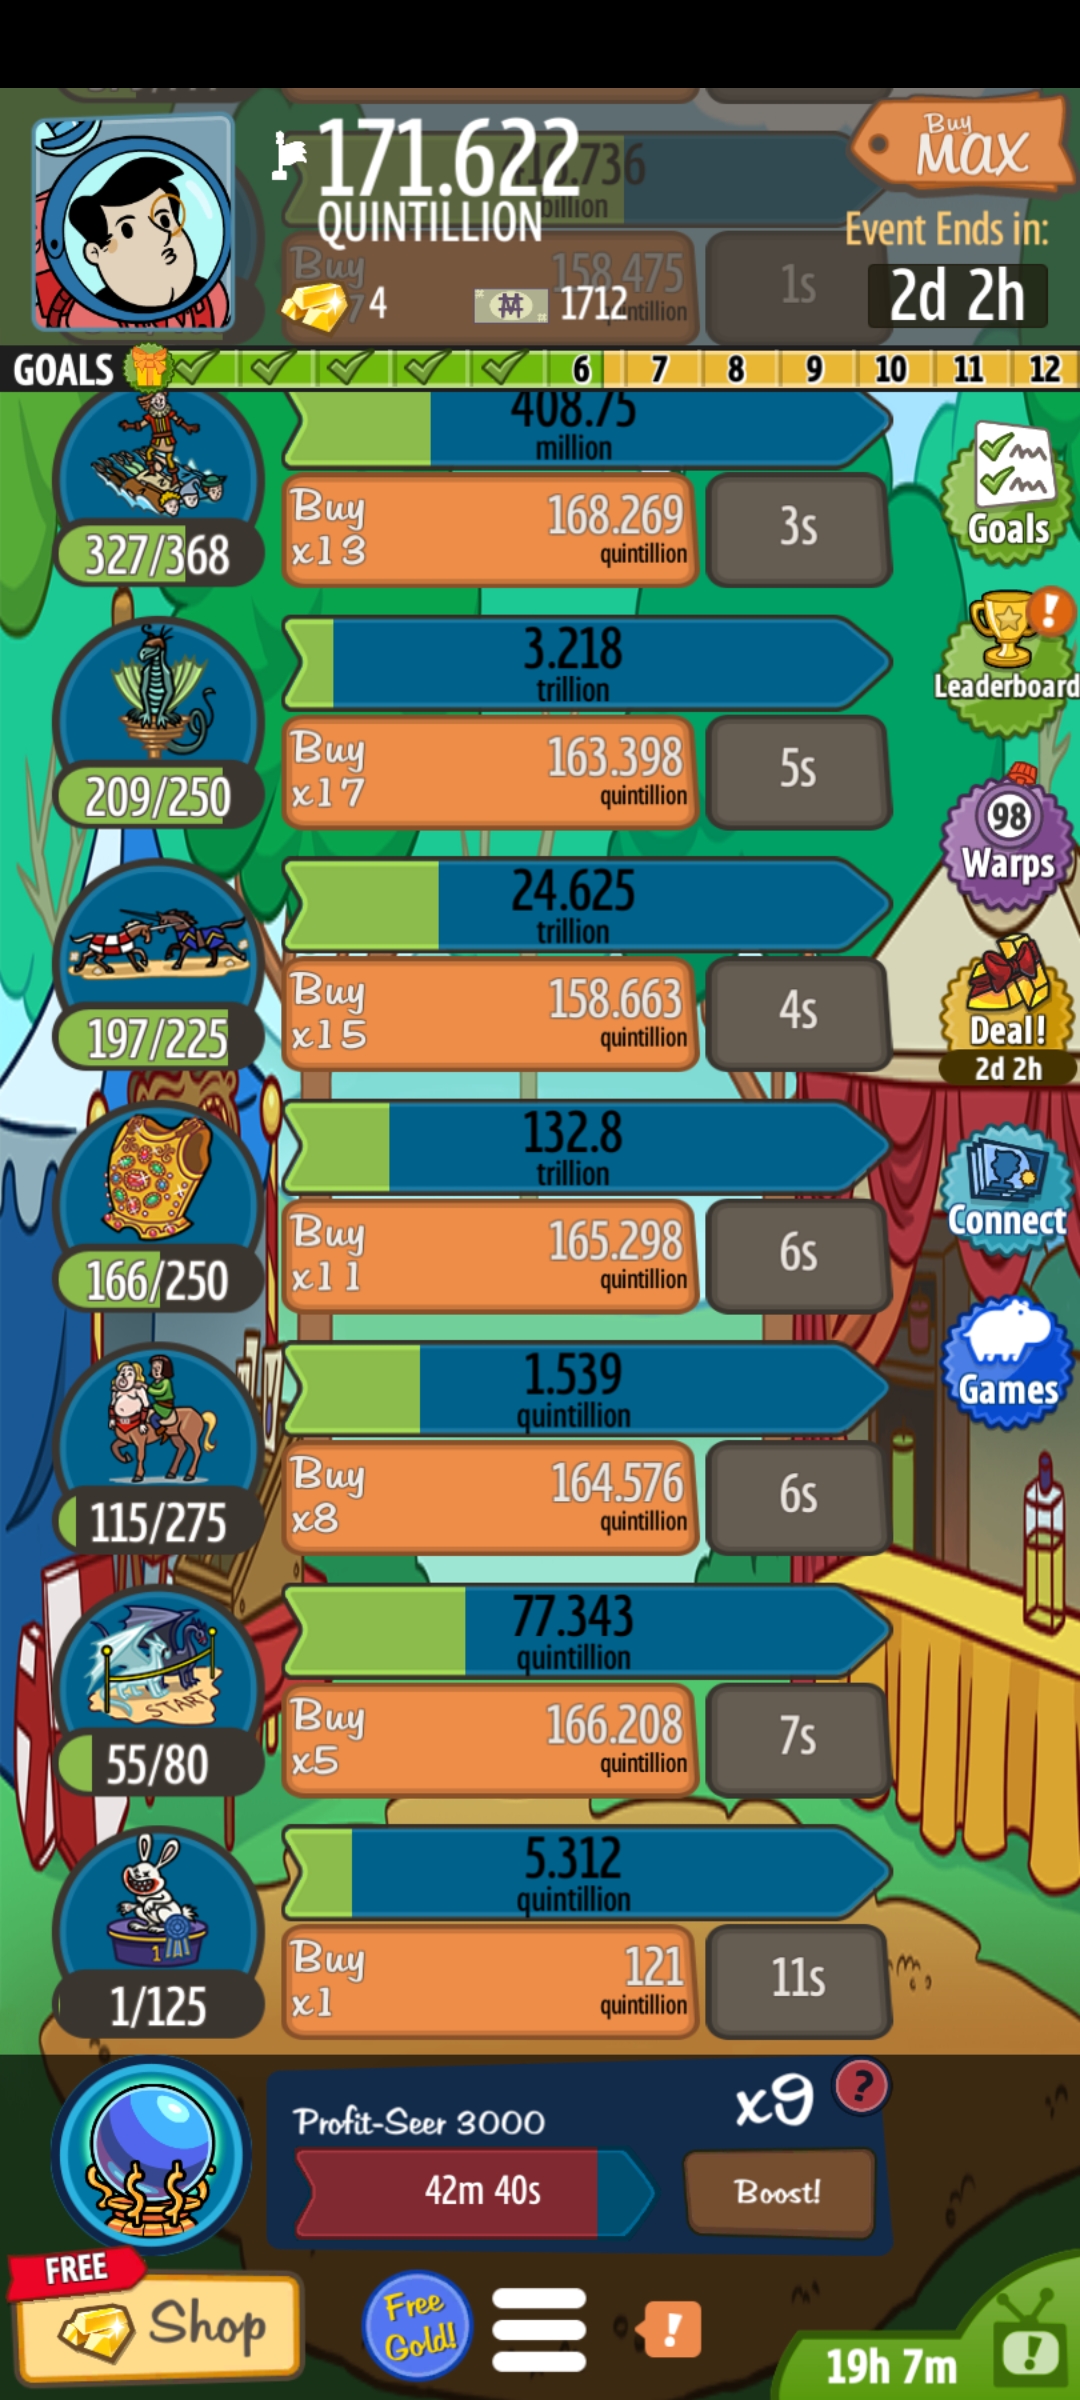 171.622
QUINTILLION
Buy
MAX
Event Ends in:
2d 2h
4
1712
billion
Buy
158.475
1s
GOALS 6 7 8 9 10 11 12
408.75
million
Buy
x13
168.269
quintillion
3s
327/368
Goals
3.218
trillion
Buy
x17
163.398
quintillion
5s
209/250
!
Leaderboard
24.625
trillion
Buy
x15
158.663
quintillion
4s
197/225
98
Warps
Deal!
2d 2h
132.8
trillion
Buy
x11
165.298
quintillion
6s
166/250
Connect
1.539
quintillion
Buy
x8
164.576
quintillion
6s
115/275
Games
77.343
quintillion
START
Buy
x5
166.208
quintillion
7s
55/80
5.312
quintillion
1
Buy
x1
121
quintillion
11s
1/125
Profit-Seer 3000
x9
?
42m 40s
Boost!
FREE
Shop
Free
Gold!
!
19h 7m
!